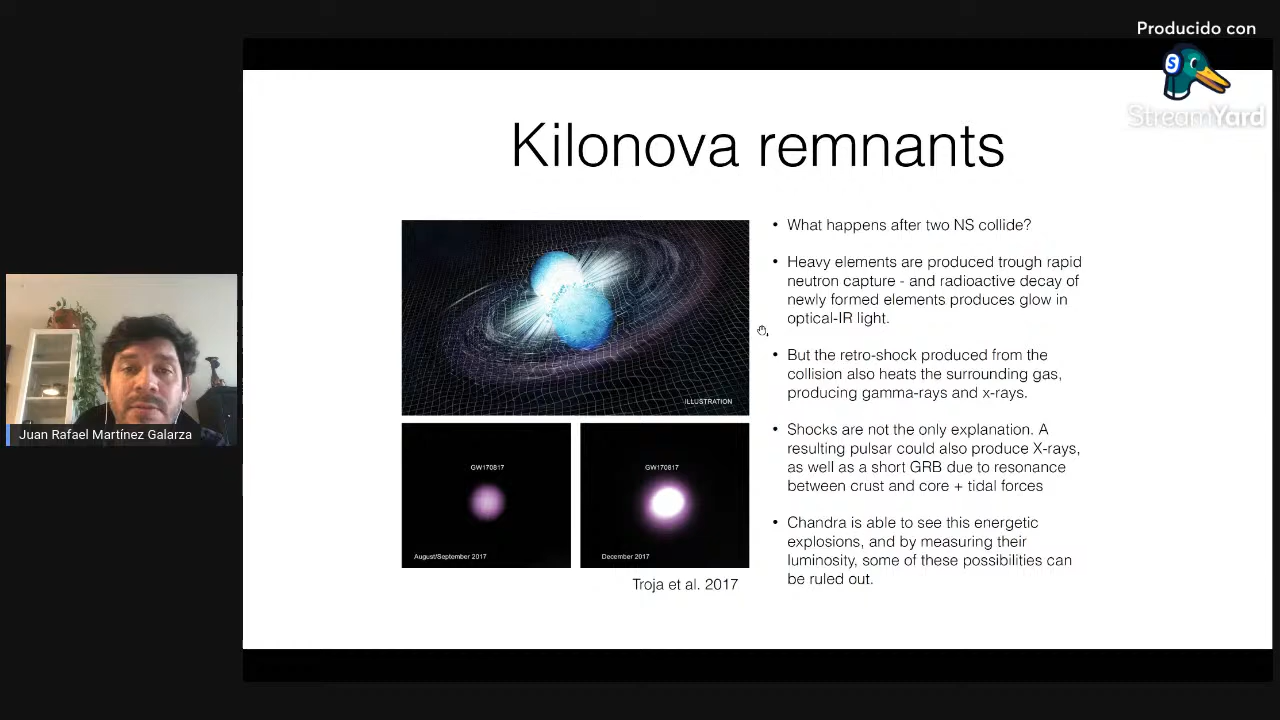 Producido con
StreamYard
Kilonova remnants
ILLUSTRATION
GW170817
August/September 2017
GW170817
December 2017
Troja et al. 2017
• What happens after two NS collide?
• Heavy elements are produced trough rapid
neutron capture - and radioactive decay of
newly formed elements produces glow in
optical-IR light.
• But the retro-shock produced from the
collision also heats the surrounding gas,
producing gamma-rays and x-rays.
• Shocks are not the only explanation. A
resulting pulsar could also produce X-rays,
as well as a short GRB due to resonance
between crust and core + tidal forces
• Chandra is able to see this energetic
explosions, and by measuring their
luminosity, some of these possibilities can
be ruled out.
Juan Rafael Martínez Galarza